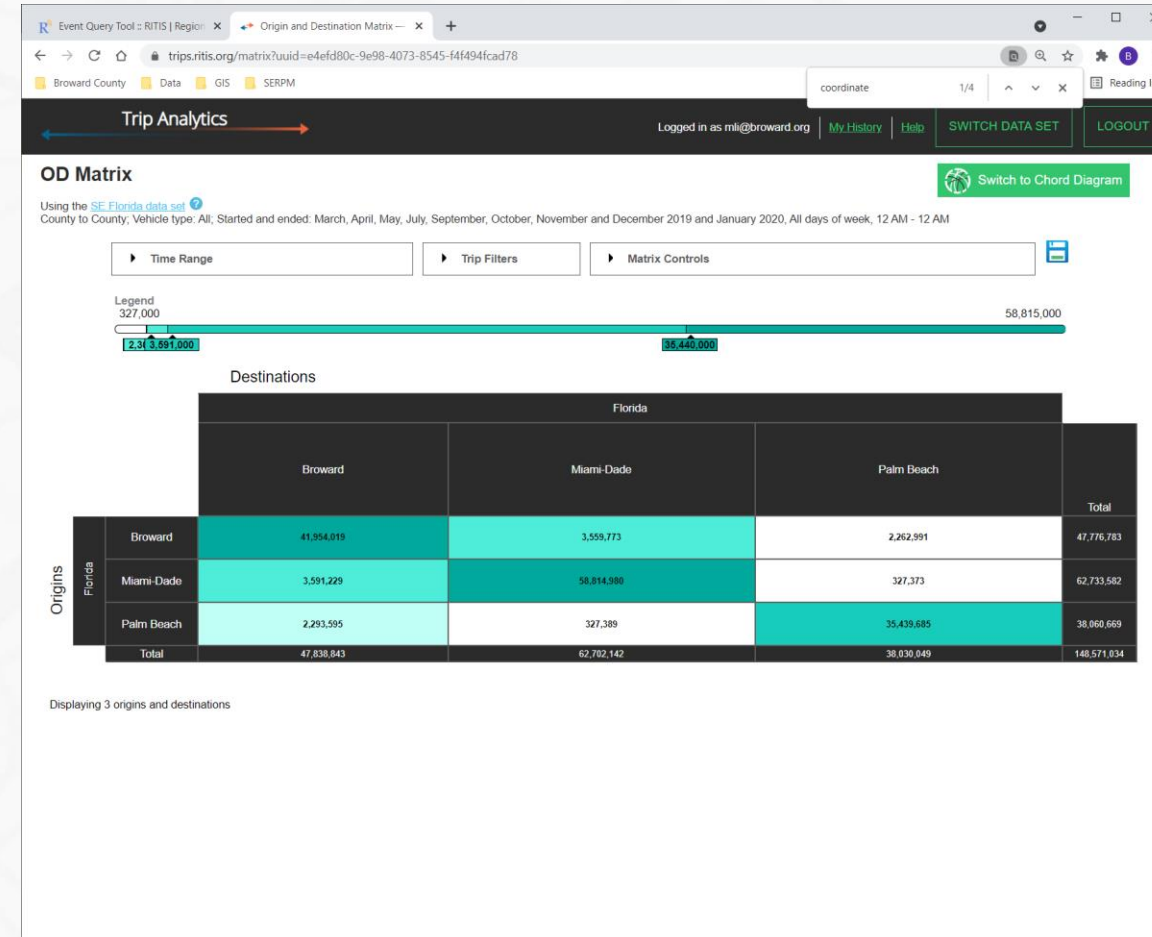 Event Query Tool :: RITIS | Region
Origin and Destination Matrix —
trips.ritis.org/matrix?uuid=e4efd80c-9e98-4073-8545-f4f494fcad78
B
Broward County Data GIS SERPM
coordinate 1/4
Reading l
Trip Analytics
Logged in as mli@broward.org My History Help SWITCH DATA SET LOGOUT
OD Matrix
Switch to Chord Diagram
Using the SE Florida data set ?
County to County; Vehicle type: All; Started and ended: March, April, May, July, September, October, November and December 2019 and January 2020, All days of week, 12 AM - 12 AM
Time Range Trip Filters Matrix Controls
Legend
327,000 58,815,000
3,591,000 35,440,000
Destinations
Florida
Broward Miami-Dade Palm Beach Total
Origins
Florida
Broward 41,954,019 3,559,773 2,262,991 47,776,783
Miami-Dade 3,591,229 58,814,980 327,373 62,733,582
Palm Beach 2,293,595 327,389 35,439,685 38,060,669
Total 47,838,843 62,702,142 38,030,049 148,571,034
Displaying 3 origins and destinations